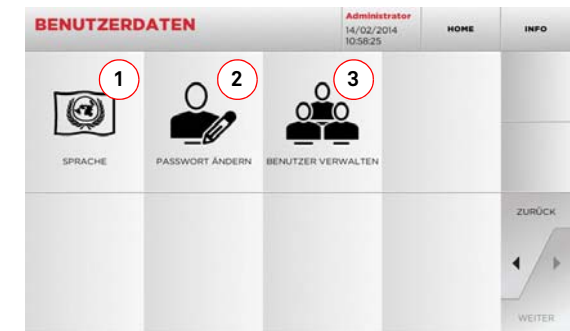 BENUTZERDATEN
Administrator
14/02/2014
10:58:25
HOME
INFO
1
2
3
SPRACHE
PASSWORT ÄNDERN
BENUTZER VERWALTEN
ZURÜCK
WEITER